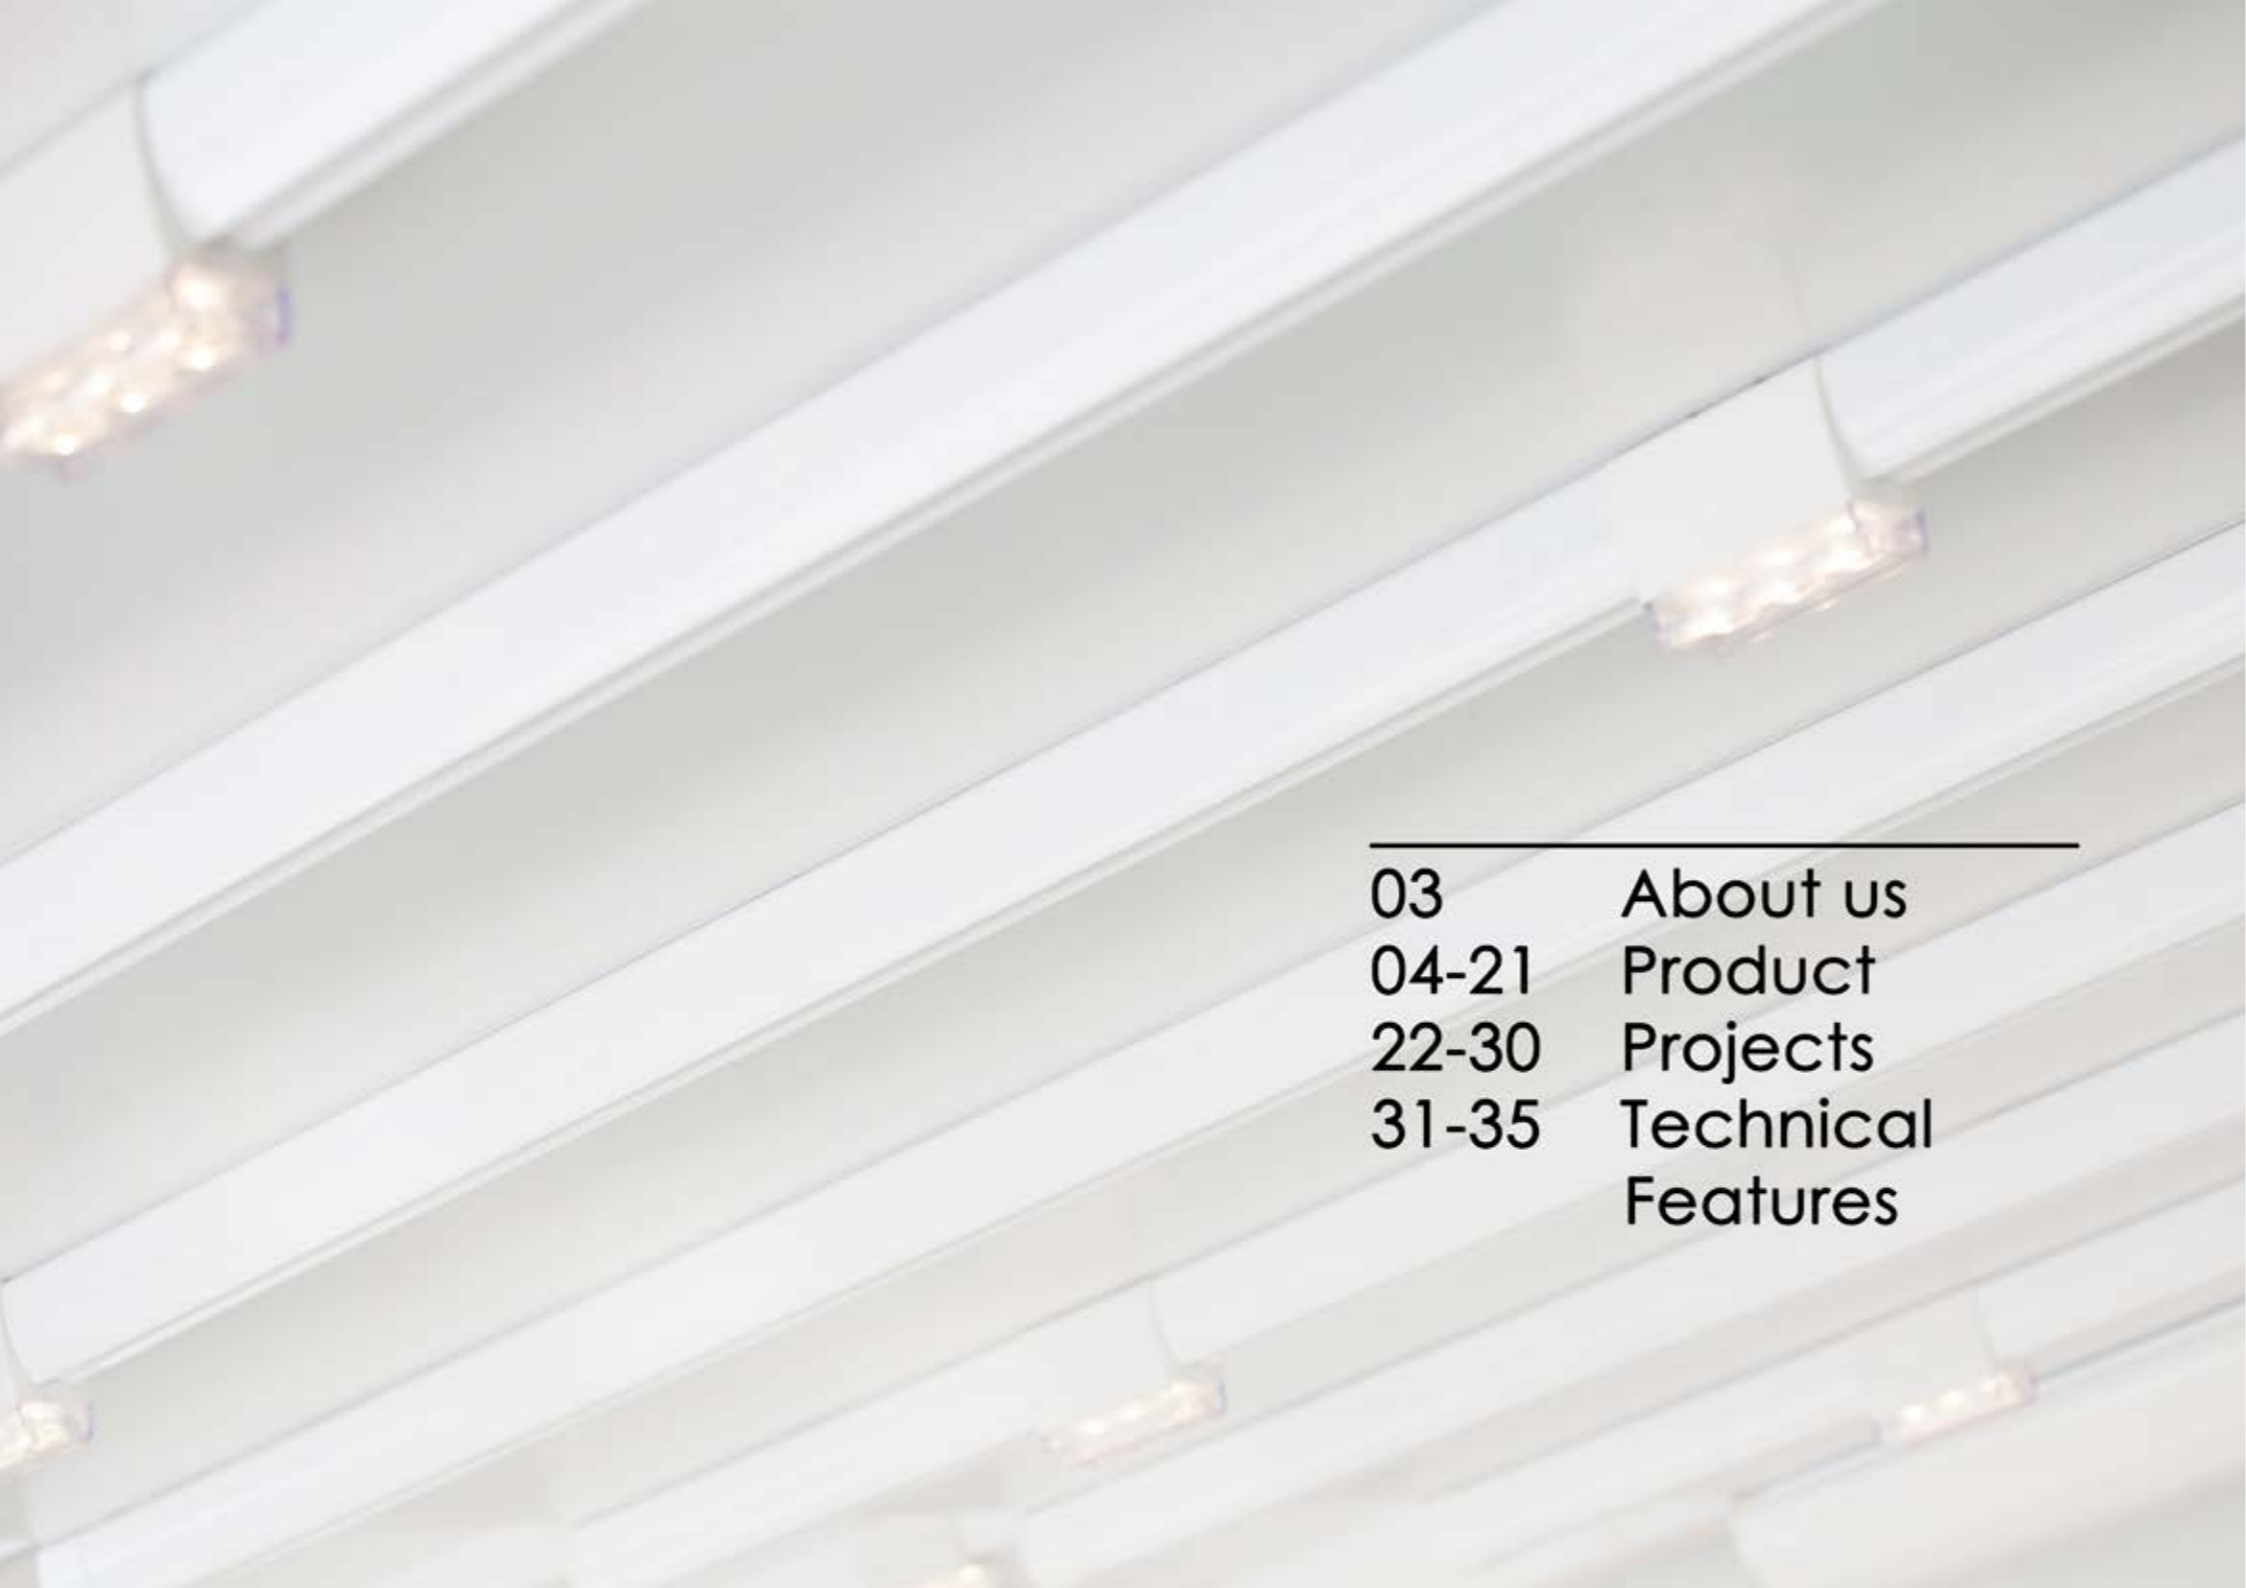 03 About us
04-21 Product
22-30 Projects
31-35 Technical
Features